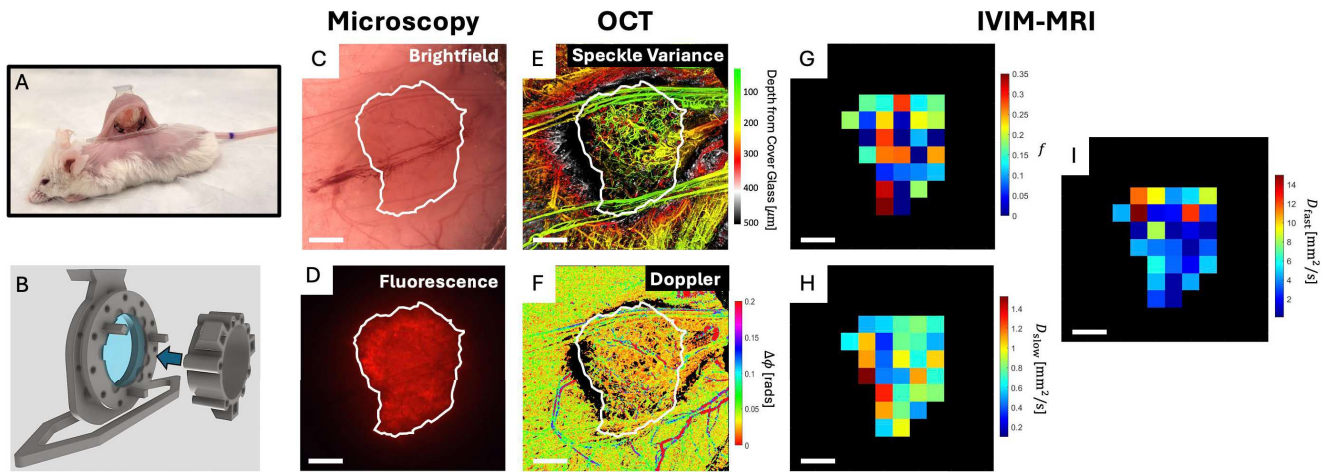 Microscopy OCT IVIM-MRI
A
B
C Brightfield
D Fluorescence
E Speckle Variance
100
200
300
400
500
Depth from Cover Glass [μm]
F Doppler
0.2
0.15
0.1
0.05
0
Δϕ [rads]
G
0.35
0.3
0.25
0.2
0.15
0.1
0.05
0
f
H
1.4
1.2
1
0.8
0.6
0.4
0.2
D_slow [mm²/s]
I
14
12
10
8
6
4
2
D_fast [mm²/s]